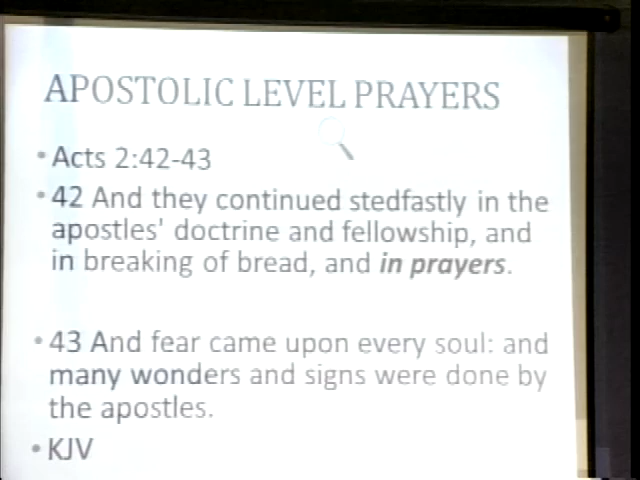 APOSTOLIC LEVEL PRAYERS
• Acts 2:42-43
• 42 And they continued stedfastly in the
apostles' doctrine and fellowship, and
in breaking of bread, and in prayers.
• 43 And fear came upon every soul: and
many wonders and signs were done by
the apostles.
• KJV